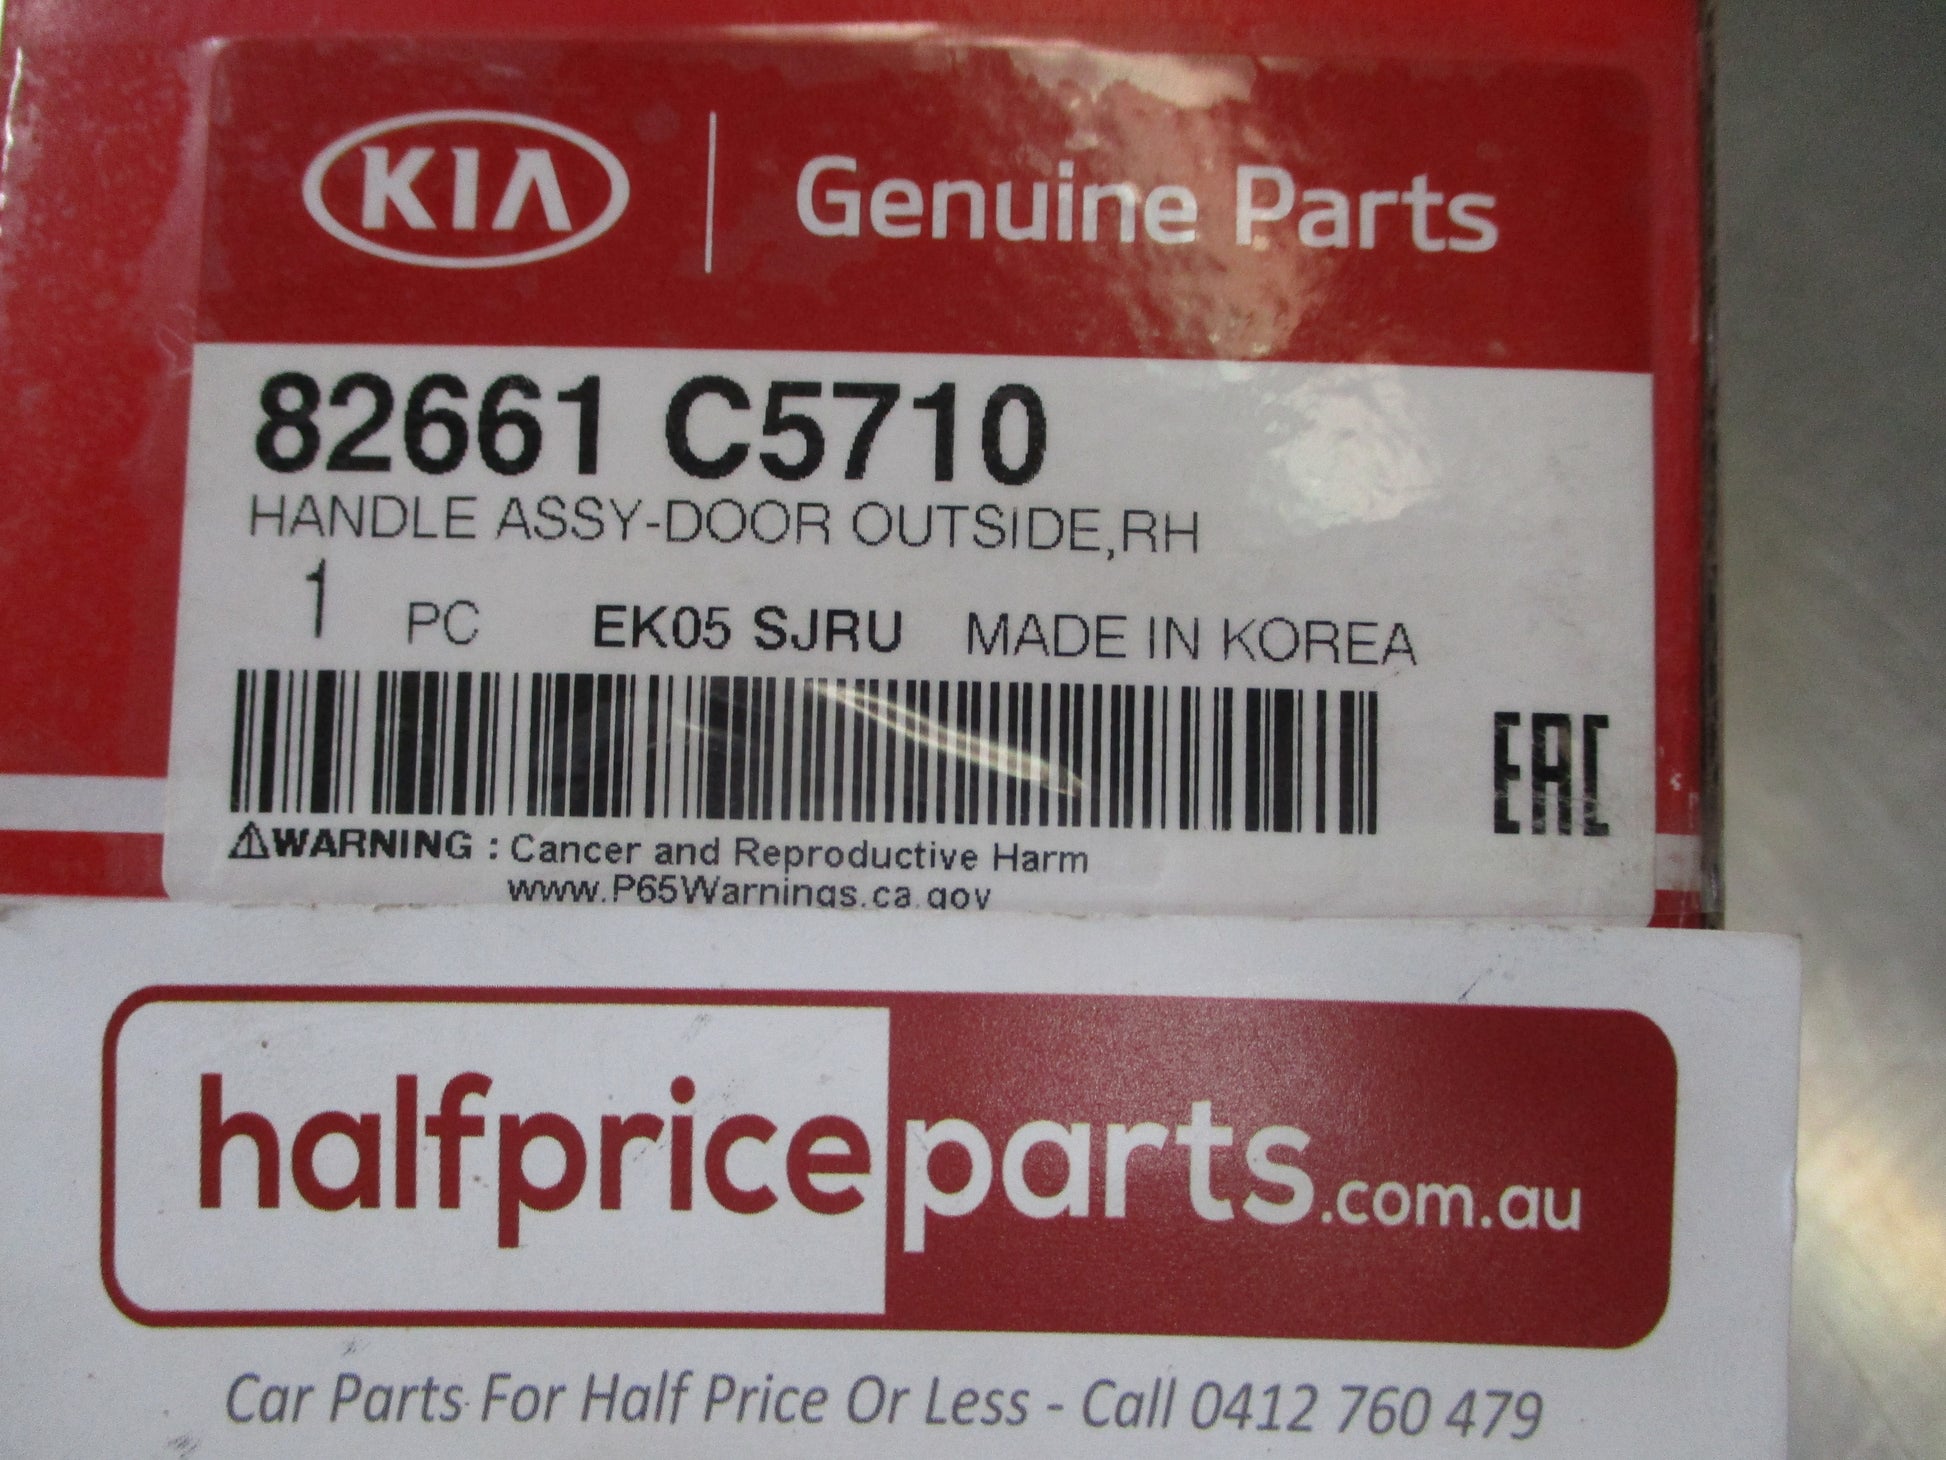 KIA Genuine Parts
82661 C5710
HANDLE ASSY-DOOR OUTSIDE,RH
1 PC EK05 SJRU MADE IN KOREA
EAC
WARNING : Cancer and Reproductive Harm
www.P65Warnings.ca.gov
halfpriceparts.com.au
Car Parts For Half Price Or Less - Call 0412 760 479